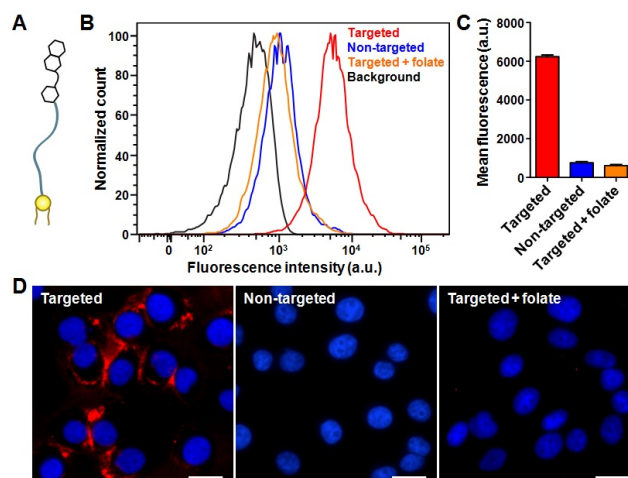 A
B
Targeted
Non-targeted
Targeted + folate
Background
Normalized count
100
80
60
40
20
0
0 10² 10³ 10⁴ 10⁵
Fluorescence intensity (a.u.)
C
Mean fluorescence (a.u.)
8000
6000
4000
2000
0
Targeted
Non-targeted
Targeted + folate
D
Targeted
Non-targeted
Targeted + folate